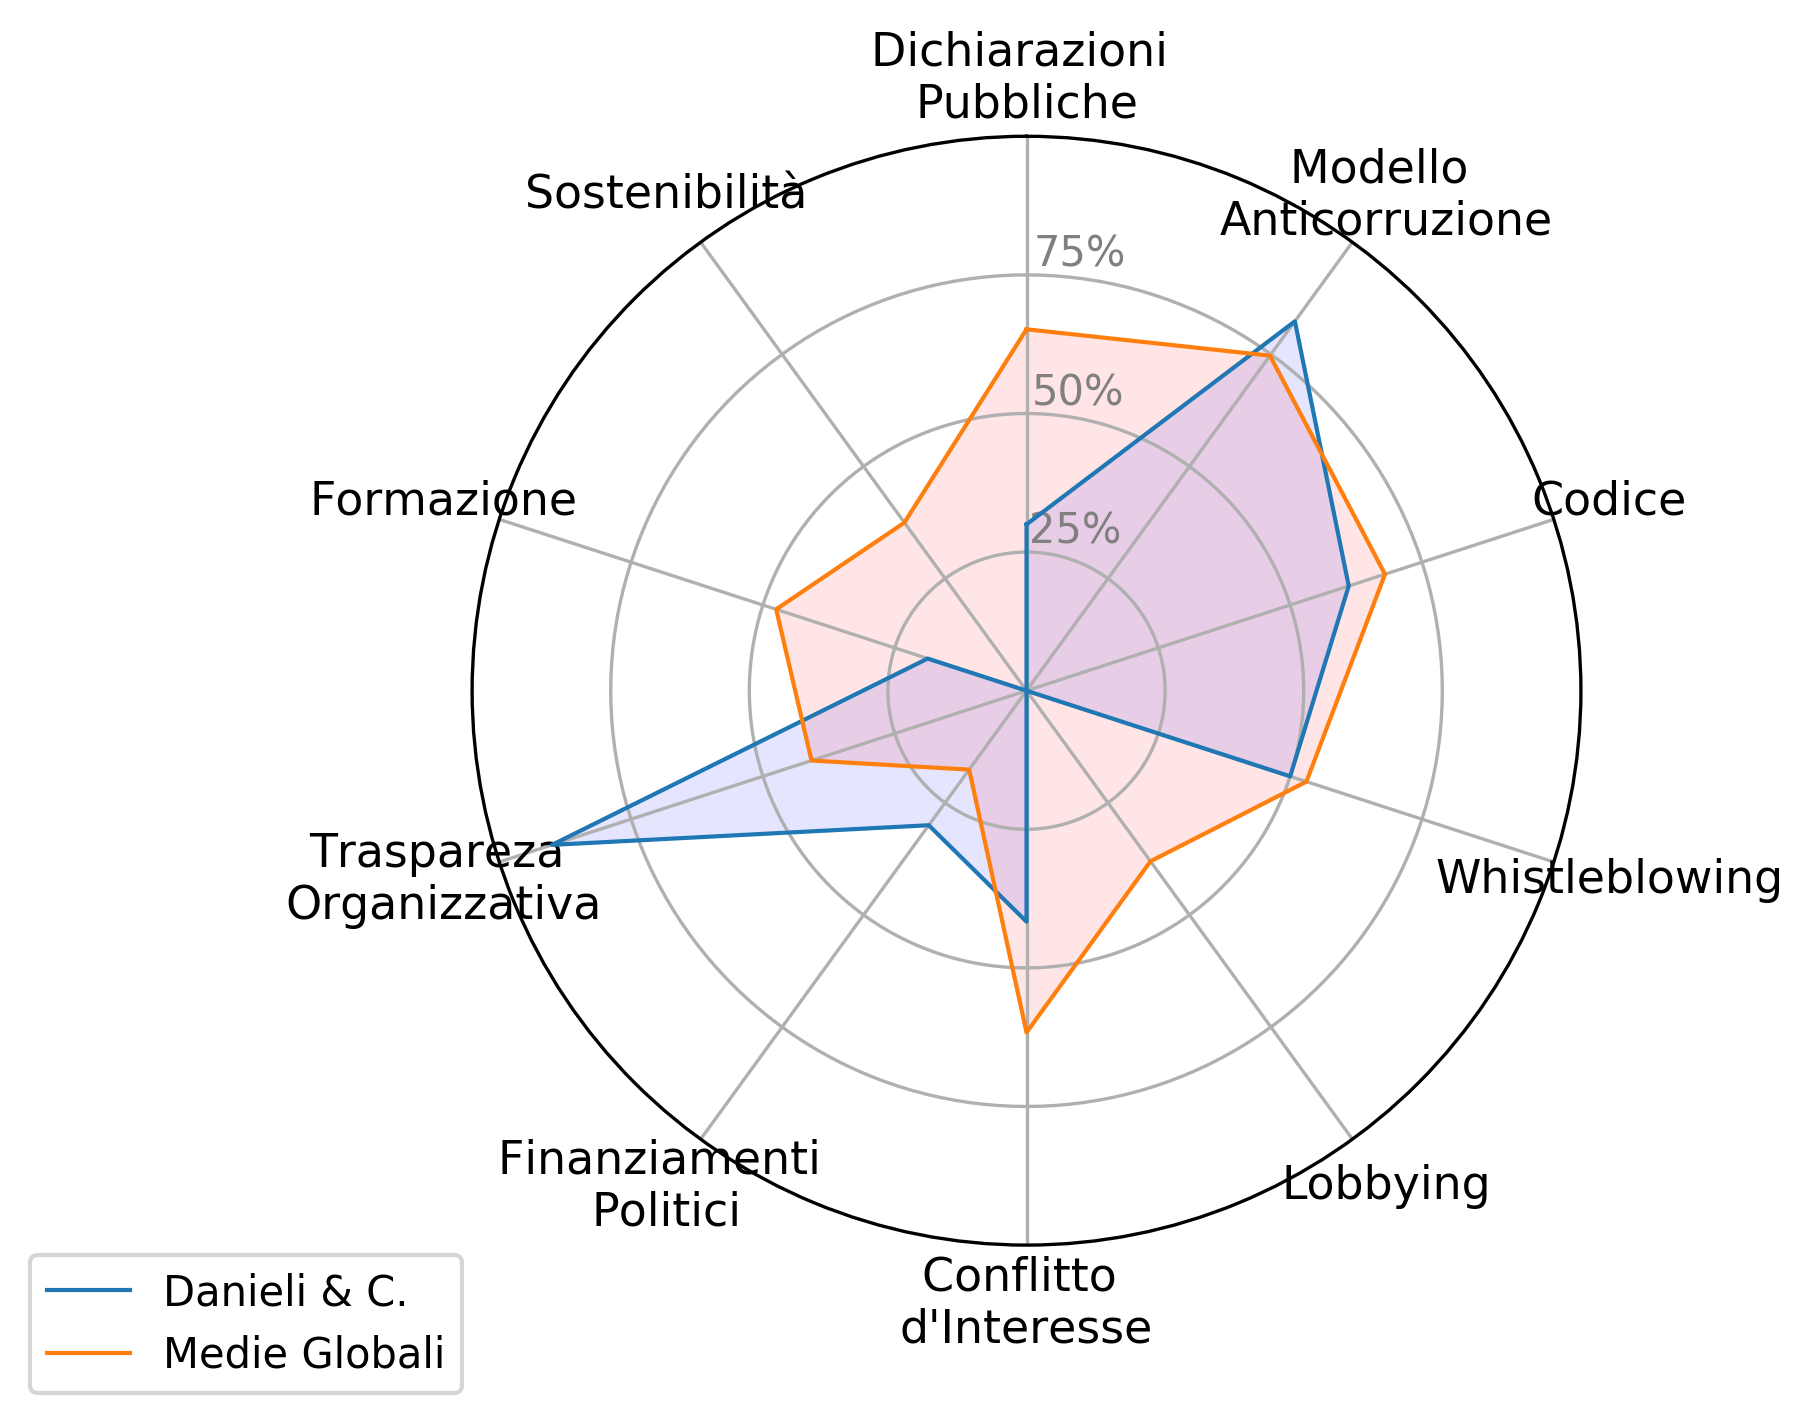 Dichiarazioni
Pubbliche
Modello
Anticorruzione
Sostenibilità
75%
50%
25%
Formazione
Codice
Traspareza
Organizzativa
Whistleblowing
Finanziamenti
Politici
Lobbying
Conflitto
d'Interesse
Danieli & C.
Medie Globali